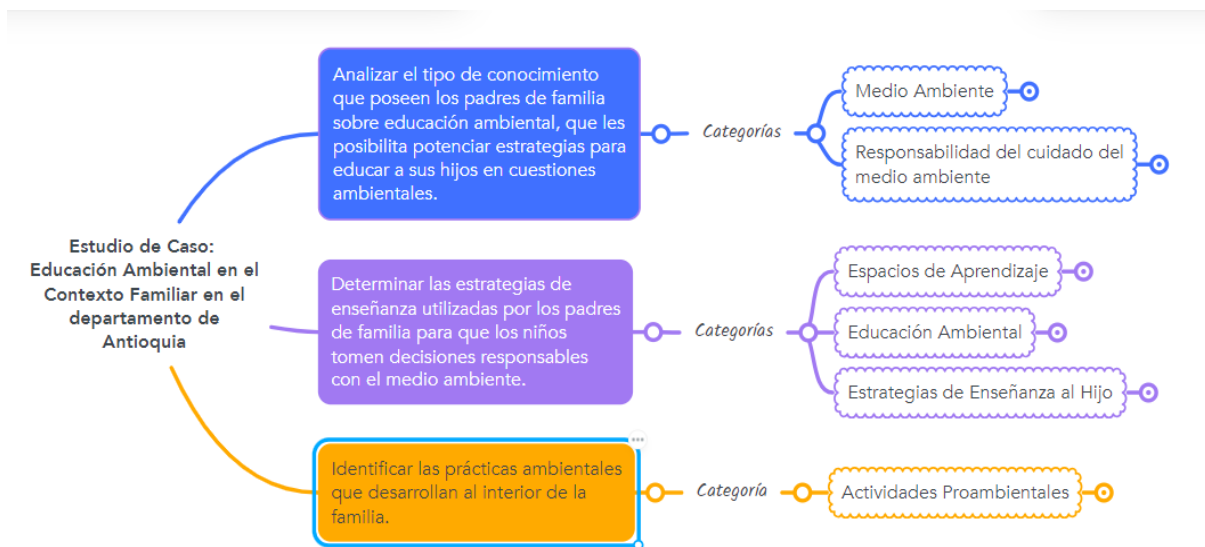 Estudio de Caso:
Educación Ambiental en el
Contexto Familiar en el
departamento de
Antioquia
Analizar el tipo de conocimiento
que poseen los padres de familia
sobre educación ambiental, que les
posibilita potenciar estrategias para
educar a sus hijos en cuestiones
ambientales.
Categorías
Medio Ambiente
Responsabilidad del cuidado del
medio ambiente
Determinar las estrategias de
enseñanza utilizadas por los padres
de familia para que los niños
tomen decisiones responsables
con el medio ambiente.
Categorías
Espacios de Aprendizaje
Educación Ambiental
Estrategias de Enseñanza al Hijo
Identificar las prácticas ambientales
que desarrollan al interior de la
familia.
Categoría
Actividades Proambientales